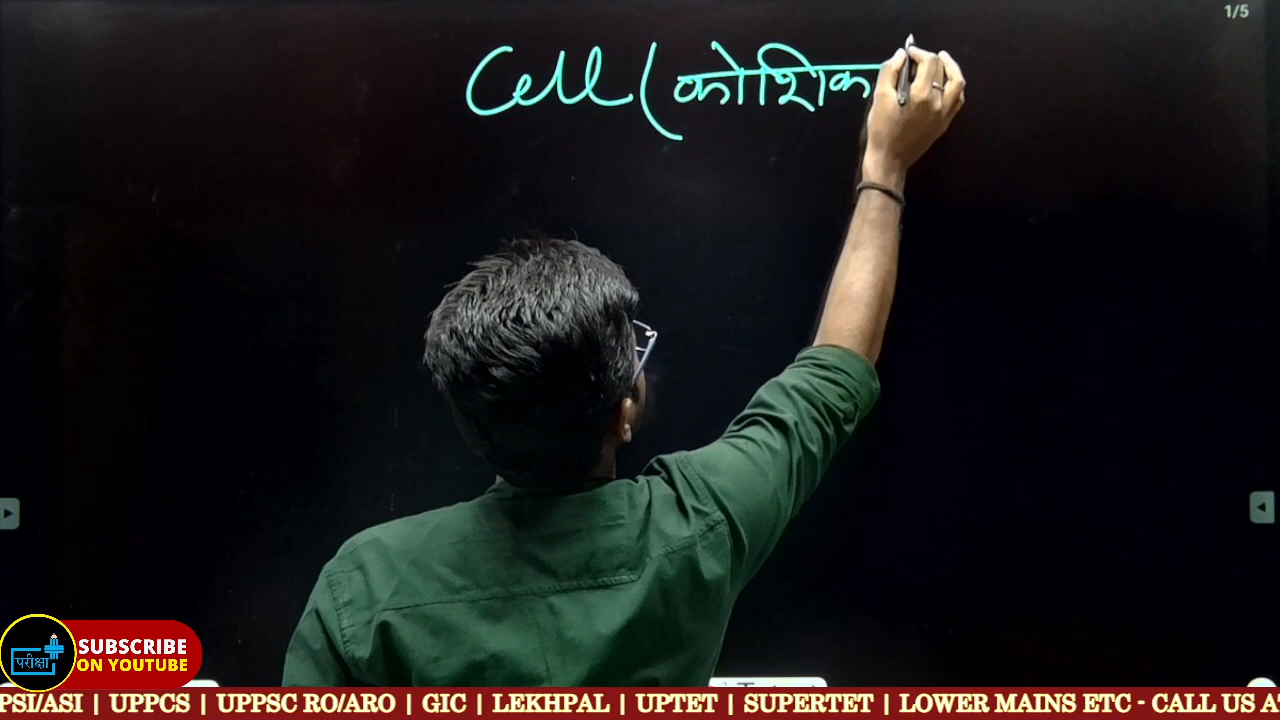 1/5
Cell (कोशिक
परीक्षा
SUBSCRIBE
ON YOUTUBE
PSI/ASI | UPPCS | UPPSC RO/ARO | GIC | LEKHPAL | UPTET | SUPERTET | LOWER MAINS ETC - CALL US A